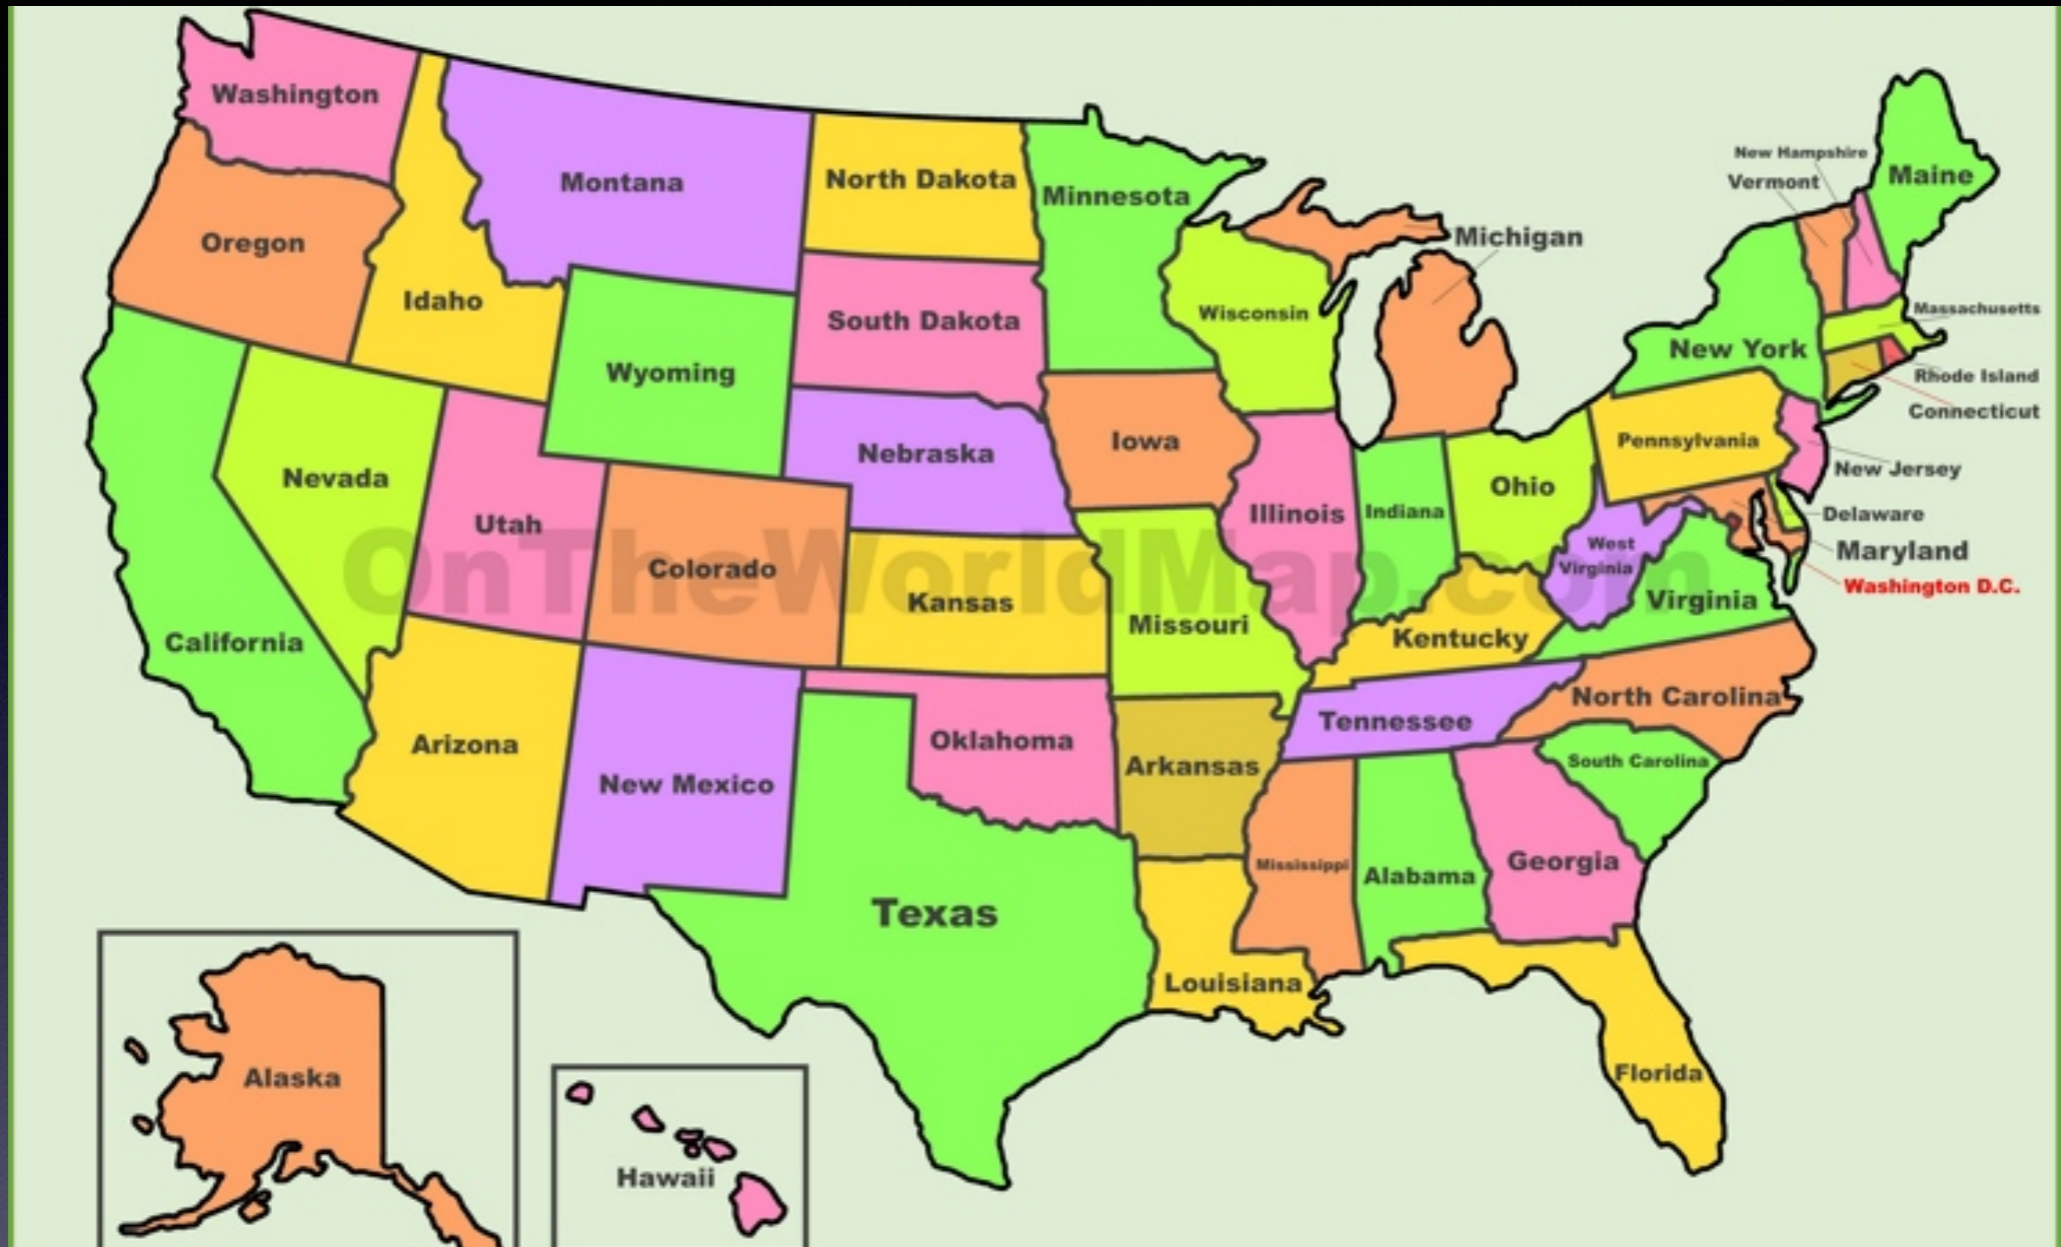 Washington
Montana
North Dakota
Minnesota
New Hampshire
Vermont
Maine
Oregon
Idaho
Michigan
South Dakota
Wisconsin
Massachusetts
New York
Wyoming
Rhode Island
Connecticut
Nebraska
Iowa
Pennsylvania
New Jersey
Nevada
Utah
Illinois
Indiana
Ohio
Delaware
Maryland
West
Virginia
Washington D.C.
OnTheWorldMap.com
Colorado
Kansas
Missouri
Kentucky
Virginia
California
Arizona
New Mexico
Oklahoma
Arkansas
Tennessee
North Carolina
South Carolina
Mississippi
Alabama
Georgia
Texas
Louisiana
Florida
Alaska
Hawaii